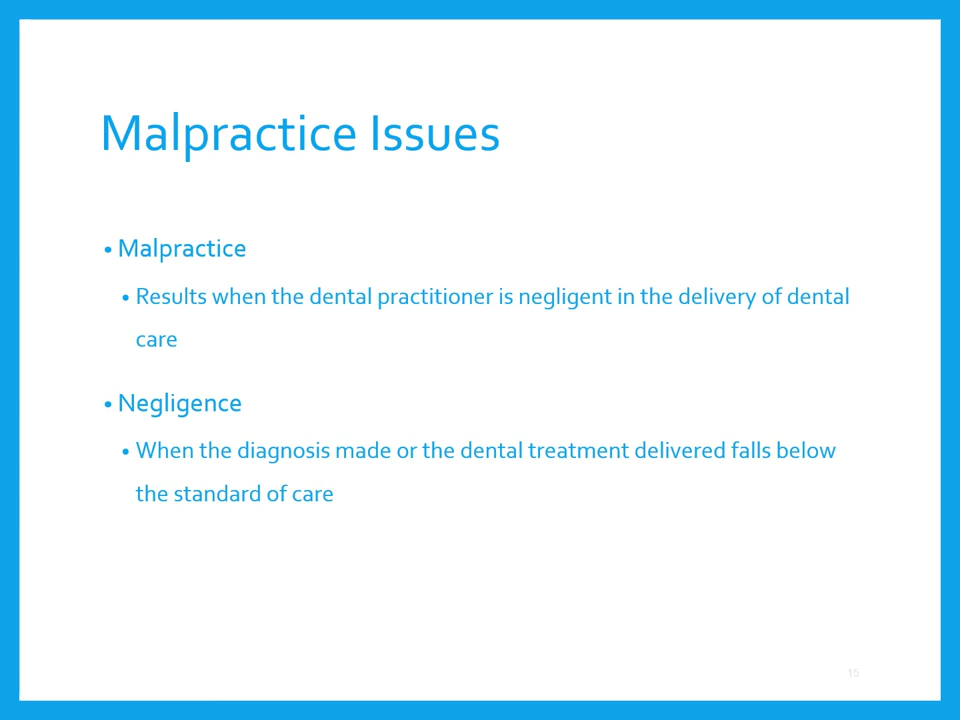 Malpractice Issues
• Malpractice
• Results when the dental practitioner is negligent in the delivery of dental
care
• Negligence
• When the diagnosis made or the dental treatment delivered falls below
the standard of care
15